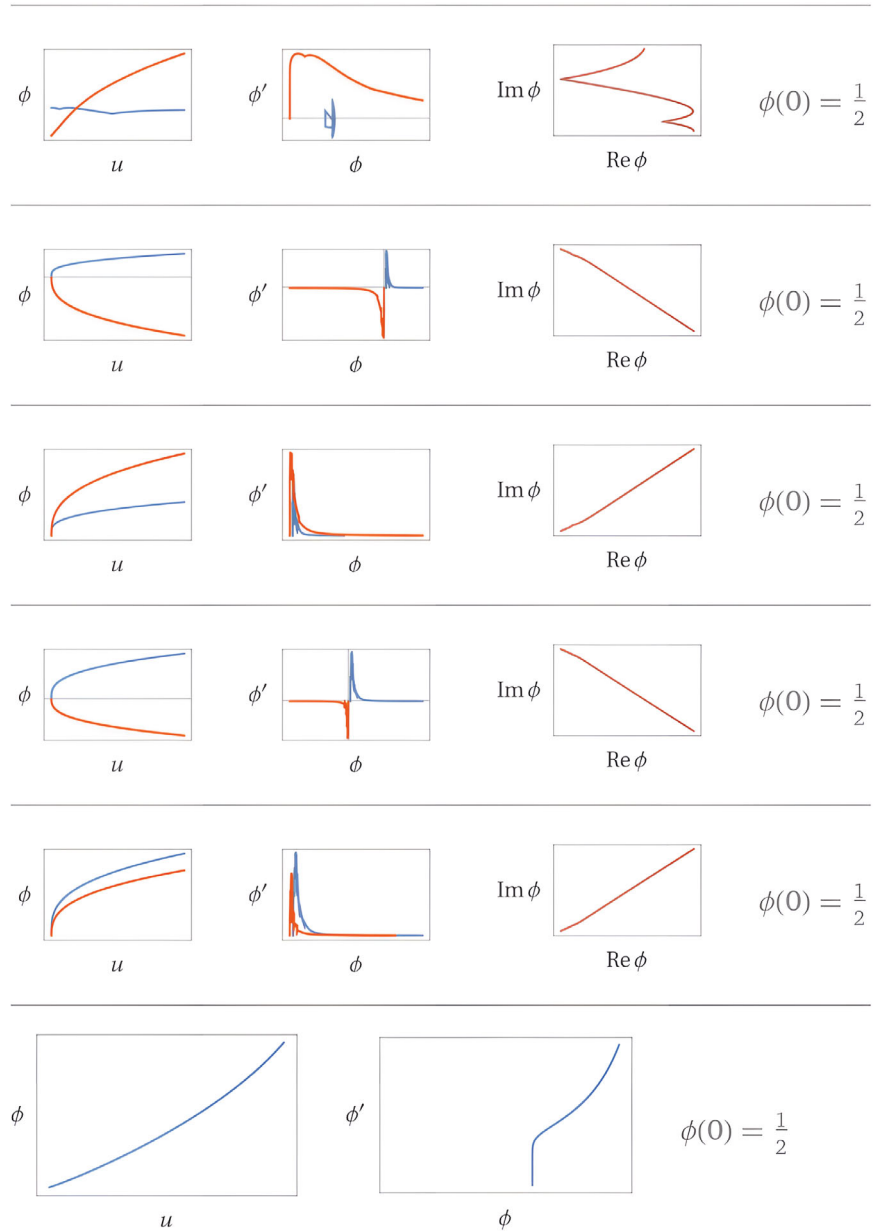 ϕ
u
ϕ′
ϕ
Im ϕ
Re ϕ
ϕ(0) = 1/2
ϕ
u
ϕ′
ϕ
Im ϕ
Re ϕ
ϕ(0) = 1/2
ϕ
u
ϕ′
ϕ
Im ϕ
Re ϕ
ϕ(0) = 1/2
ϕ
u
ϕ′
ϕ
Im ϕ
Re ϕ
ϕ(0) = 1/2
ϕ
u
ϕ′
ϕ
Im ϕ
Re ϕ
ϕ(0) = 1/2
ϕ
u
ϕ′
ϕ
ϕ(0) = 1/2